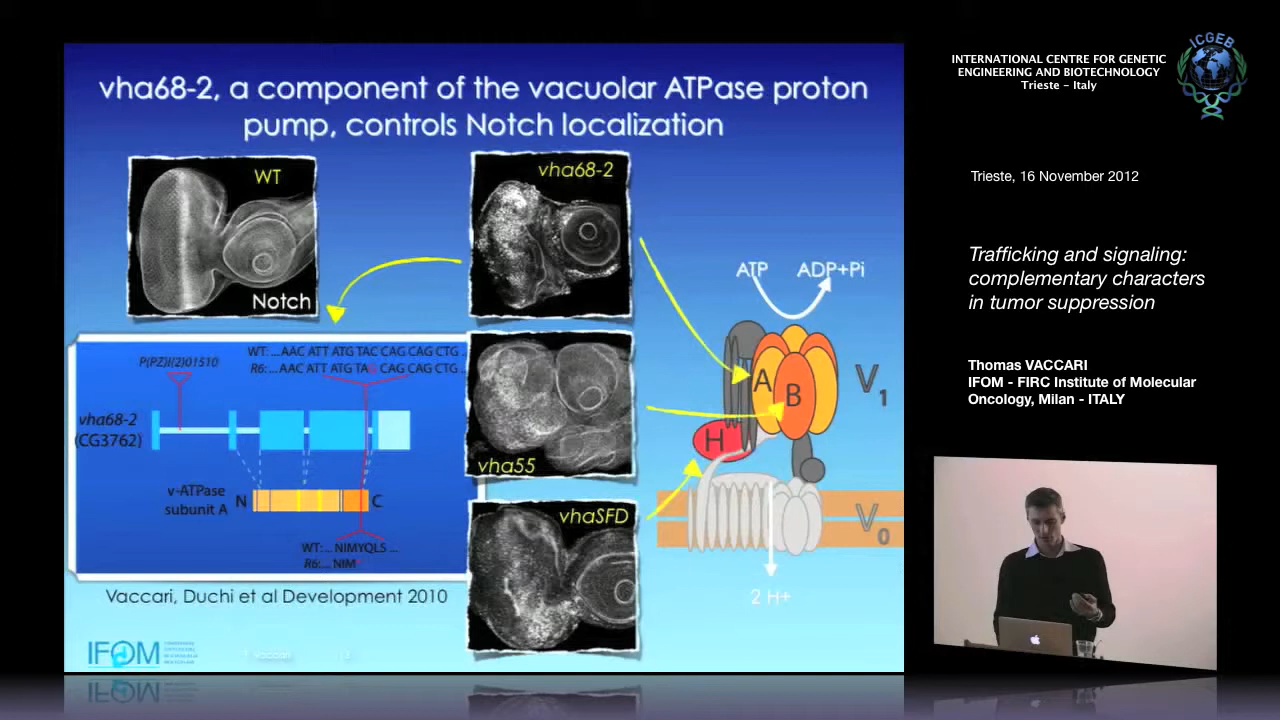 vha68-2, a component of the vacuolar ATPase proton
pump, controls Notch localization
WT
Notch
vha68-2
vha55
vhaSFD
P(PZ)l(2)01510
WT: ...AAC ATT ATG TAC CAG CAG CTG ..
R6: ...AAC ATT ATG TAG CAG CAG CTG ..
vha68-2
(CG3762)
v-ATPase
subunit A
N
C
WT: ... NIMYQLS ...
R6:... NIM*
Vaccari, Duchi et al Development 2010
ATP
ADP+Pi
A
B
H
V1
V0
2 H+
IFOM
T. Vaccari
INTERNATIONAL CENTRE FOR GENETIC
ENGINEERING AND BIOTECHNOLOGY
Trieste - Italy
ICGEB
Trieste, 16 November 2012
Trafficking and signaling:
complementary characters
in tumor suppression
Thomas VACCARI
IFOM - FIRC Institute of Molecular
Oncology, Milan - ITALY